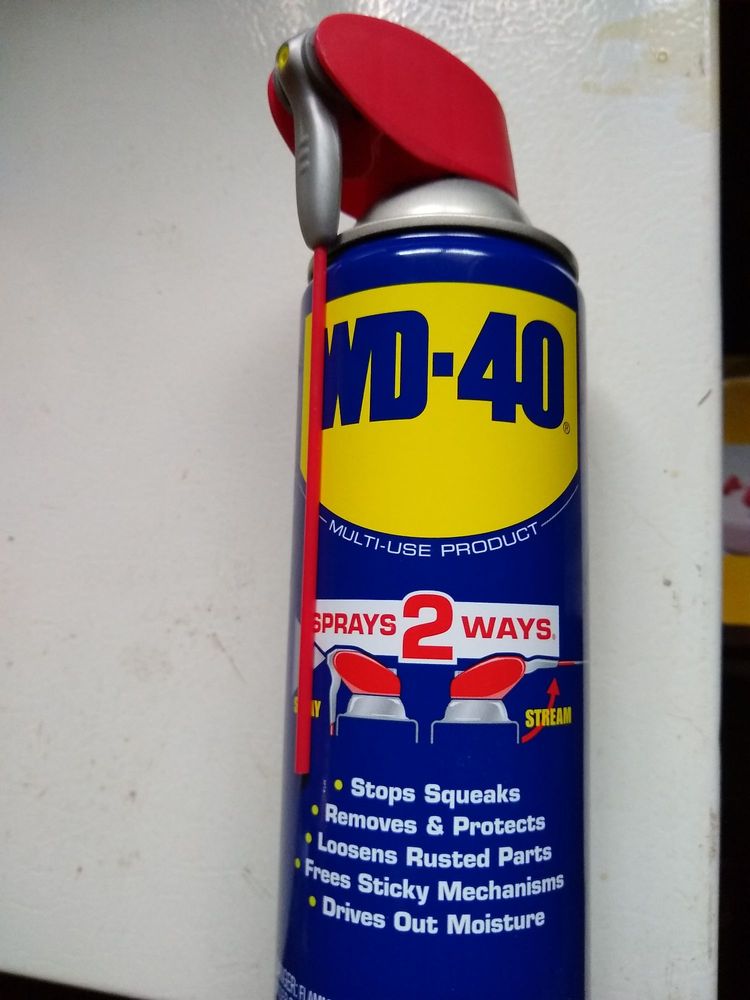 WD-40®
MULTI-USE PRODUCT
SPRAYS 2 WAYS
STREAM
• Stops Squeaks
• Removes & Protects
• Loosens Rusted Parts
• Frees Sticky Mechanisms
• Drives Out Moisture